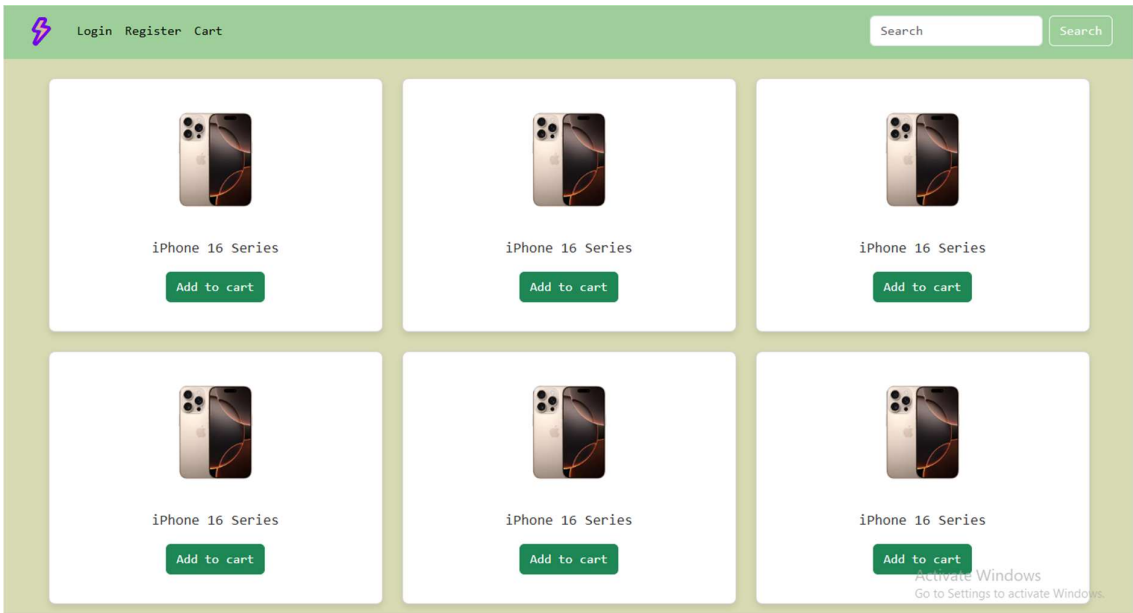 Login Register Cart
Search
Search
iPhone 16 Series
iPhone 16 Series
iPhone 16 Series
Add to cart
Add to cart
Add to cart
iPhone 16 Series
iPhone 16 Series
iPhone 16 Series
Add to cart
Add to cart
Add to cart
Activate Windows
Go to Settings to activate Windows.